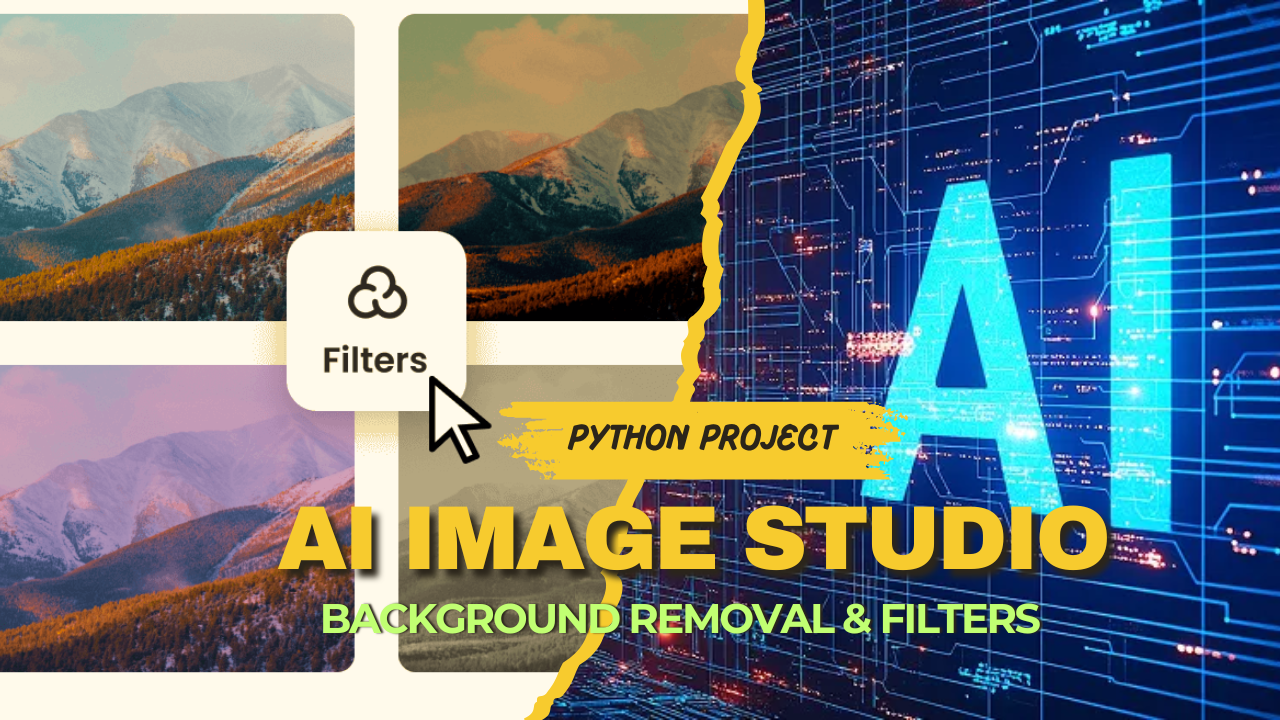 Filters
AI
PYTHON PROJECT
AI IMAGE STUDIO
BACKGROUND REMOVAL & FILTERS